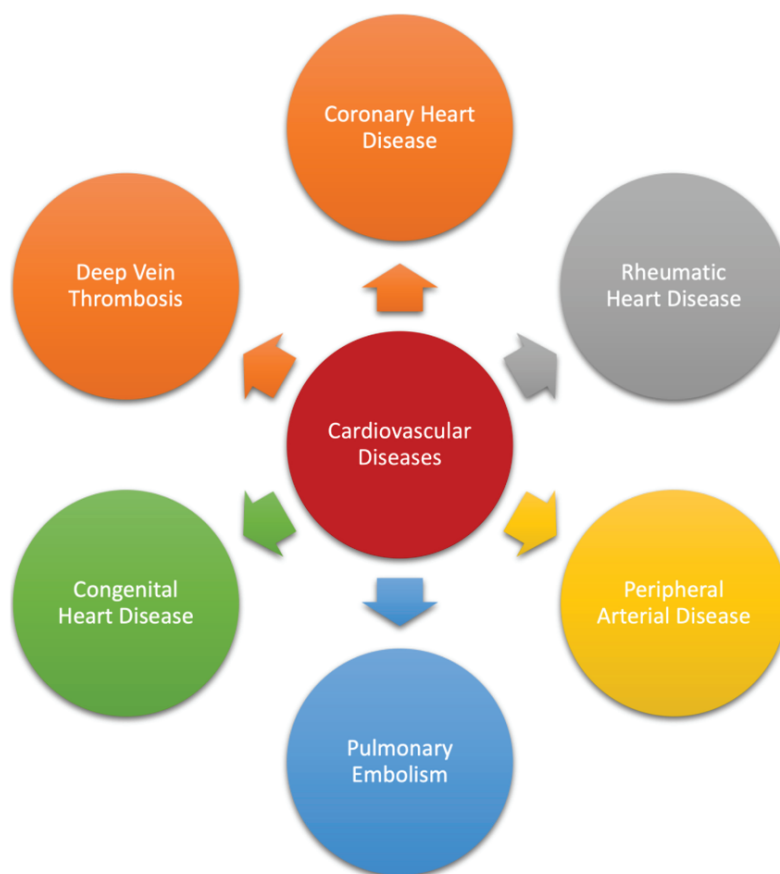 Coronary Heart
Disease
Deep Vein
Thrombosis
Rheumatic
Heart Disease
Cardiovascular
Diseases
Congenital
Heart Disease
Peripheral
Arterial Disease
Pulmonary
Embolism